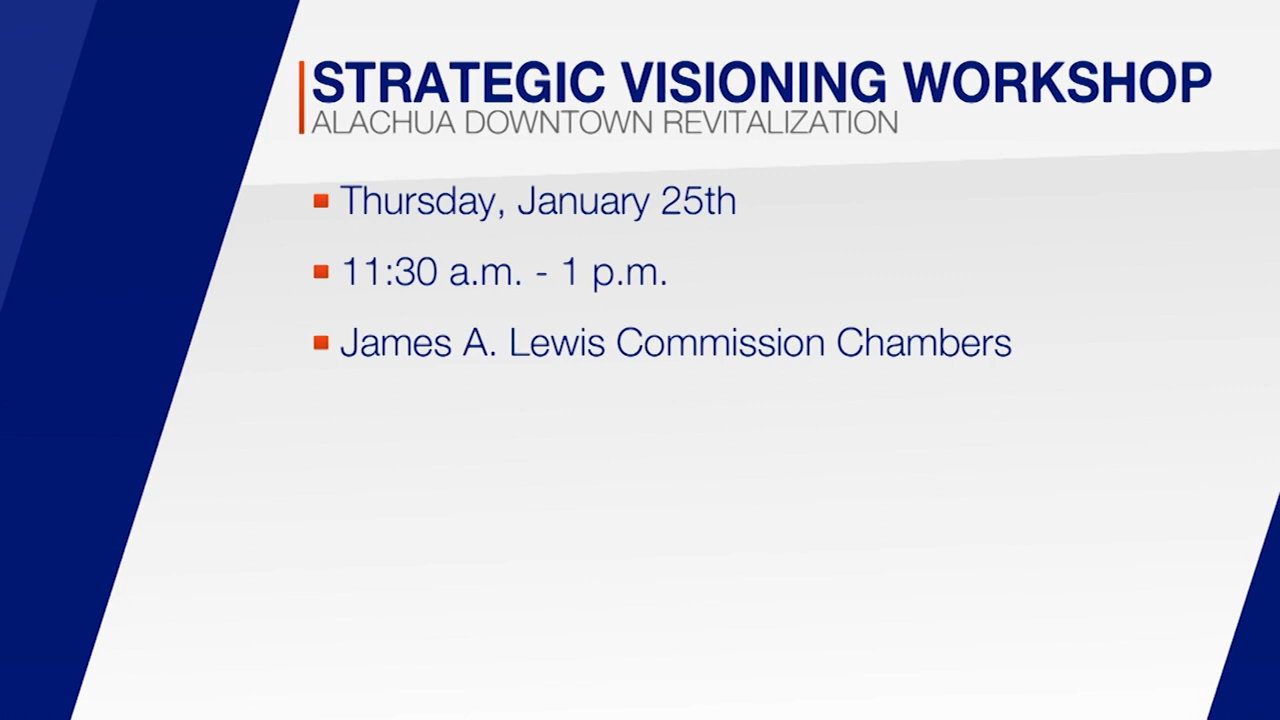 STRATEGIC VISIONING WORKSHOP
ALACHUA DOWNTOWN REVITALIZATION
Thursday, January 25th
11:30 a.m. - 1 p.m.
James A. Lewis Commission Chambers